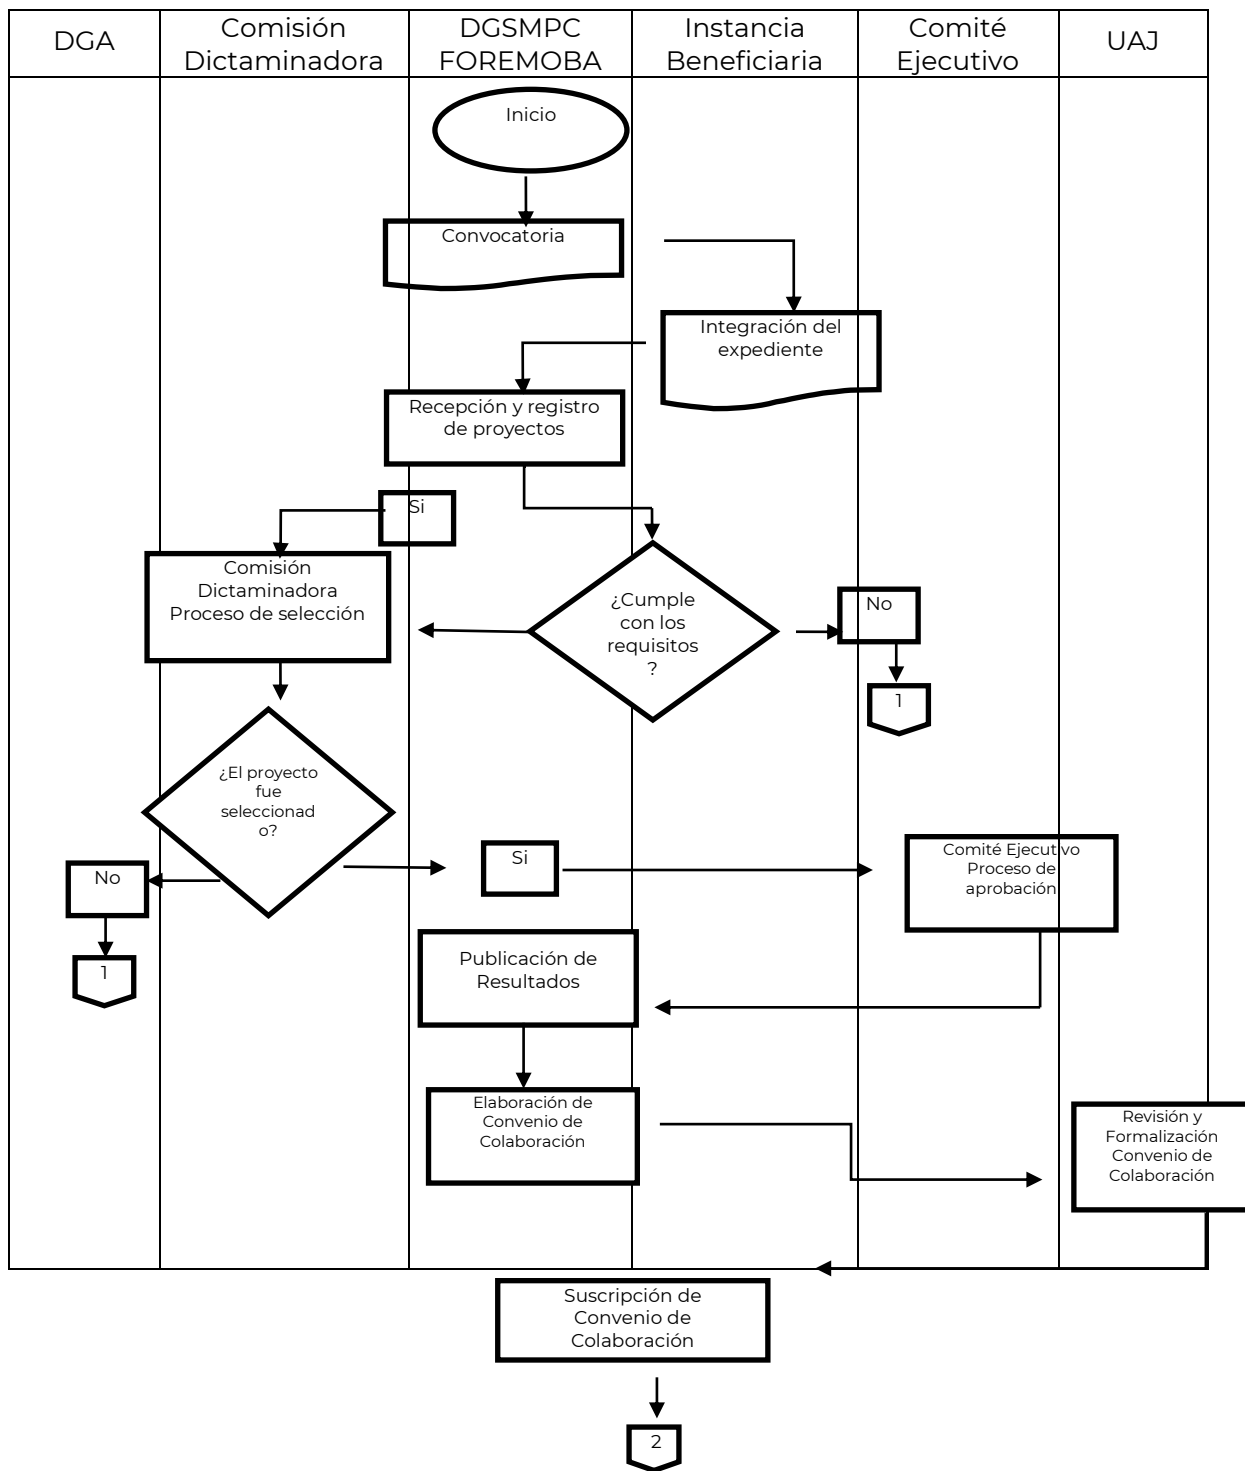 DGA
Comisión
Dictaminadora
DGSMPC
FOREMOBA
Instancia
Beneficiaria
Comité
Ejecutivo
UAJ
Inicio
Convocatoria
Integración del
expediente
Recepción y registro
de proyectos
Si
Comisión
Dictaminadora
Proceso de selección
¿Cumple
con los
requisitos
?
No
1
¿El proyecto
fue
seleccionad
o?
No
1
Si
Comité Ejecutivo
Proceso de
aprobación
Publicación de
Resultados
Elaboración de
Convenio de
Colaboración
Revisión y
Formalización
Convenio de
Colaboración
Suscripción de
Convenio de
Colaboración
2